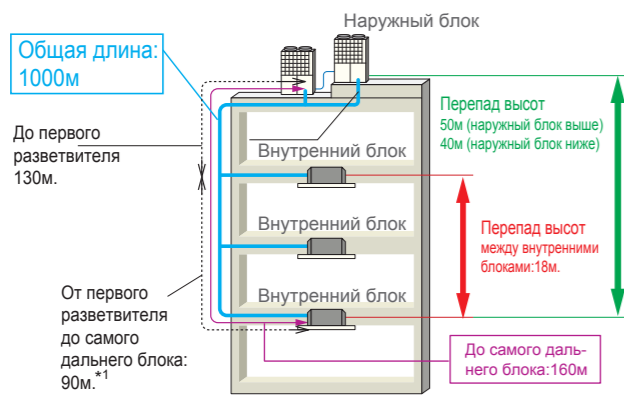 Наружный блок
Общая длина:
1000м
Перепад высот
50м (наружный блок выше)
40м (наружный блок ниже)
До первого
разветвителя
130м.
Внутренний блок
Внутренний блок
Перепад высот
между внутренними
блоками:18м.
От первого
разветвителя
до самого
дальнего блока:
90м.*1
Внутренний блок
До самого даль-
него блока:160м